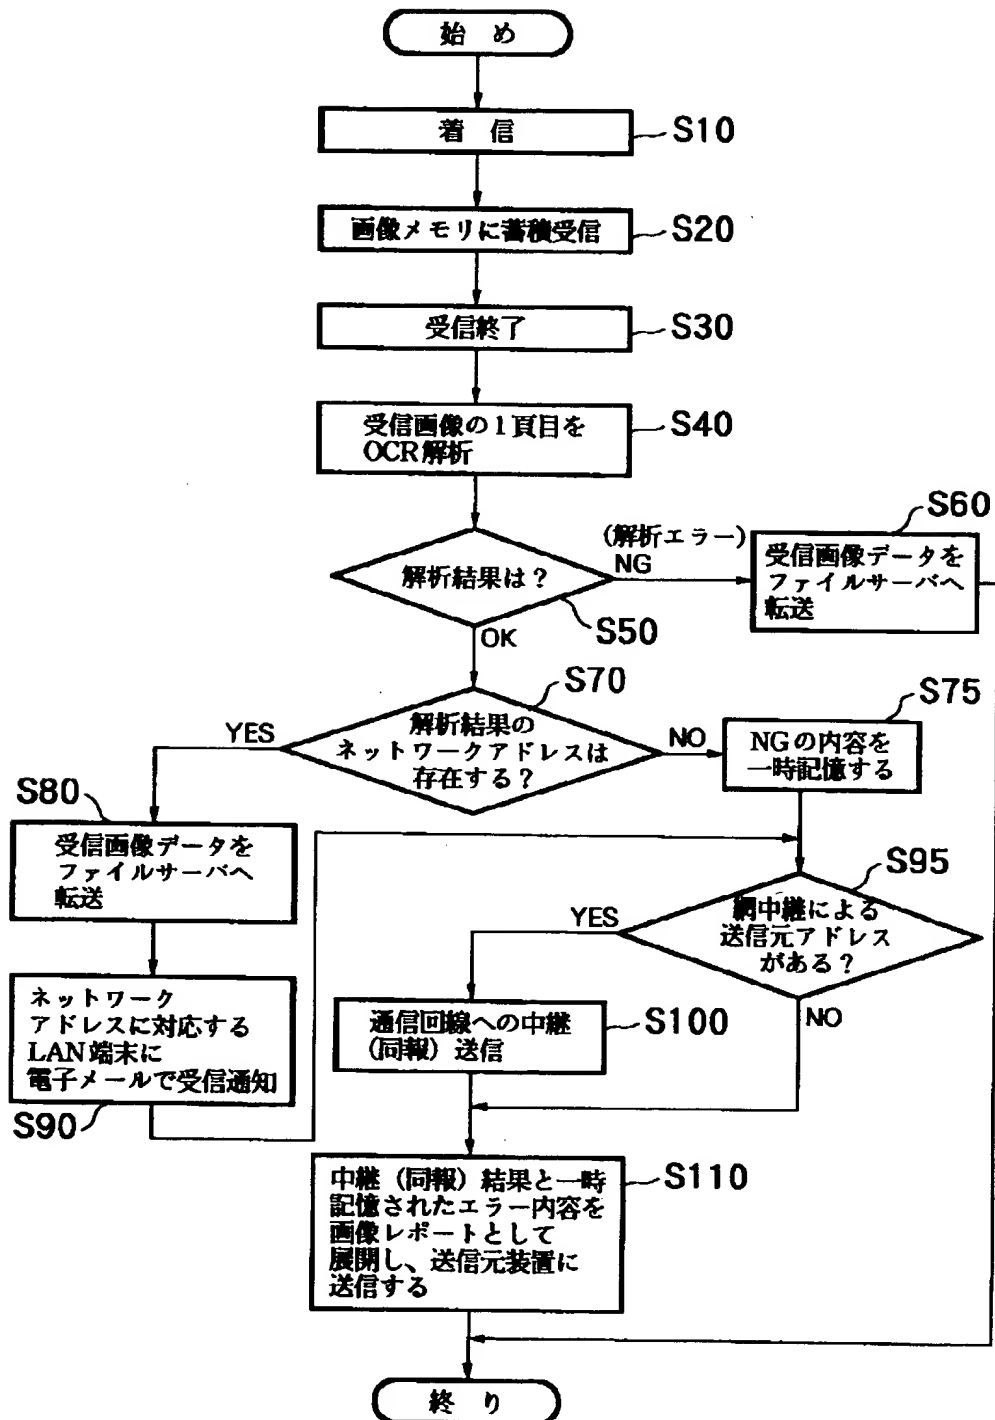 始 め
着 信
S10
画像メモリに蓄積受信
S20
受信終了
S30
受信画像の1頁目を
OCR解析
S40
解析結果は?
S50
(解析エラー)
NG
OK
S60
受信画像データを
ファイルサーバへ
転送
S70
解析結果の
ネットワークアドレスは
存在する?
YES
NO
S75
NGの内容を
一時記憶する
S80
受信画像データを
ファイルサーバへ
転送
ネットワーク
アドレスに対応する
LAN端末に
電子メールで受信通知
S90
S95
網中継による
送信元アドレス
がある?
YES
NO
通信回線への中継
(同報)送信
S100
中継(同報)結果と一時
記憶されたエラー内容を
画像レポートとして
展開し、送信元装置に
送信する
S110
終 り